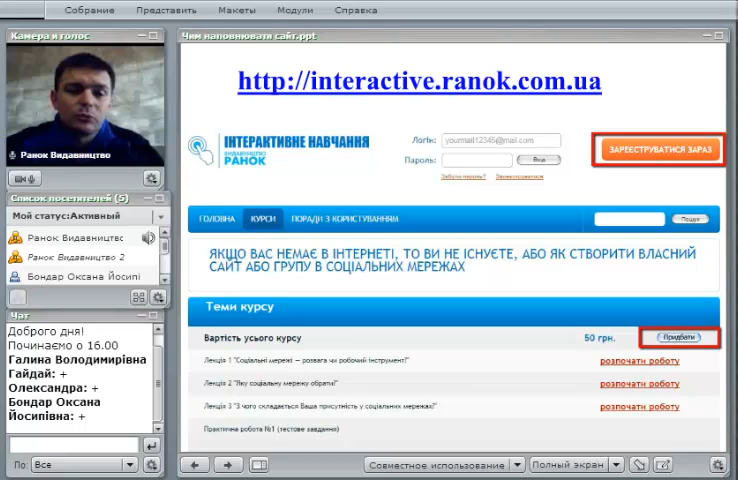 Собрание Представить Макеты Модули Справка
Камера и голос
Ранок Видавництво
Список посетителей (5)
Мой статус:Активный
Ранок Видавництвс
Ранок Видавництво 2
Бондар Оксана Йосипі
Чат
Доброго дня!
Починаємо о 16.00
Галина Володимирівна
Гайдай: +
Олександра: +
Бондар Оксана
Йосипівна: +
По: Все
Чим наповнювати сайт.ppt
http://interactive.ranok.com.ua
ІНТЕРАКТИВНЕ НАВЧАННЯ
ВИДАВНИЦТВО
РАНОК
Логін: yourmail12345@mail.com
Пароль: Вхід
Забули пароль? Зареєструватися
ЗАРЕЄСТРУВАТИСЯ ЗАРАЗ
ГОЛОВНА КУРСИ ПОРАДИ З КОРИСТУВАННЯМ Пошук
ЯКЩО ВАС НЕМАЄ В ІНТЕРНЕТІ, ТО ВИ НЕ ІСНУЄТЕ, АБО ЯК СТВОРИТИ ВЛАСНИЙ
САЙТ АБО ГРУПУ В СОЦІАЛЬНИХ МЕРЕЖАХ
Теми курсу
Вартість усього курсу 50 грн. Придбати
Лекція 1 "Соціальні мережі — розвага чи робочий інструмент?" розпочати роботу
Лекція 2 "Яку соціальну мережу обрати?" розпочати роботу
Лекція 3 "З чого складається Ваша присутність у соціальних мережах?" розпочати роботу
Практична робота №1 (тестове завдання)
Совместное использование Полный экран